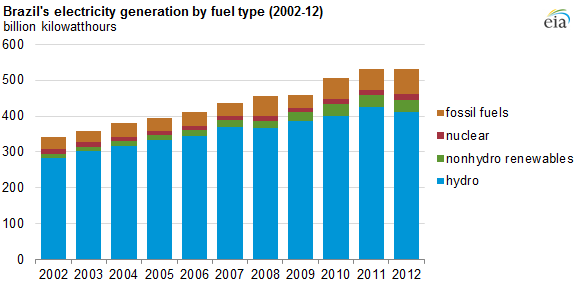 Brazil's electricity generation by fuel type (2002-12)
billion kilowatthours
eia
600
500
400
300
200
100
0
fossil fuels
nuclear
nonhydro renewables
hydro
2002 2003 2004 2005 2006 2007 2008 2009 2010 2011 2012